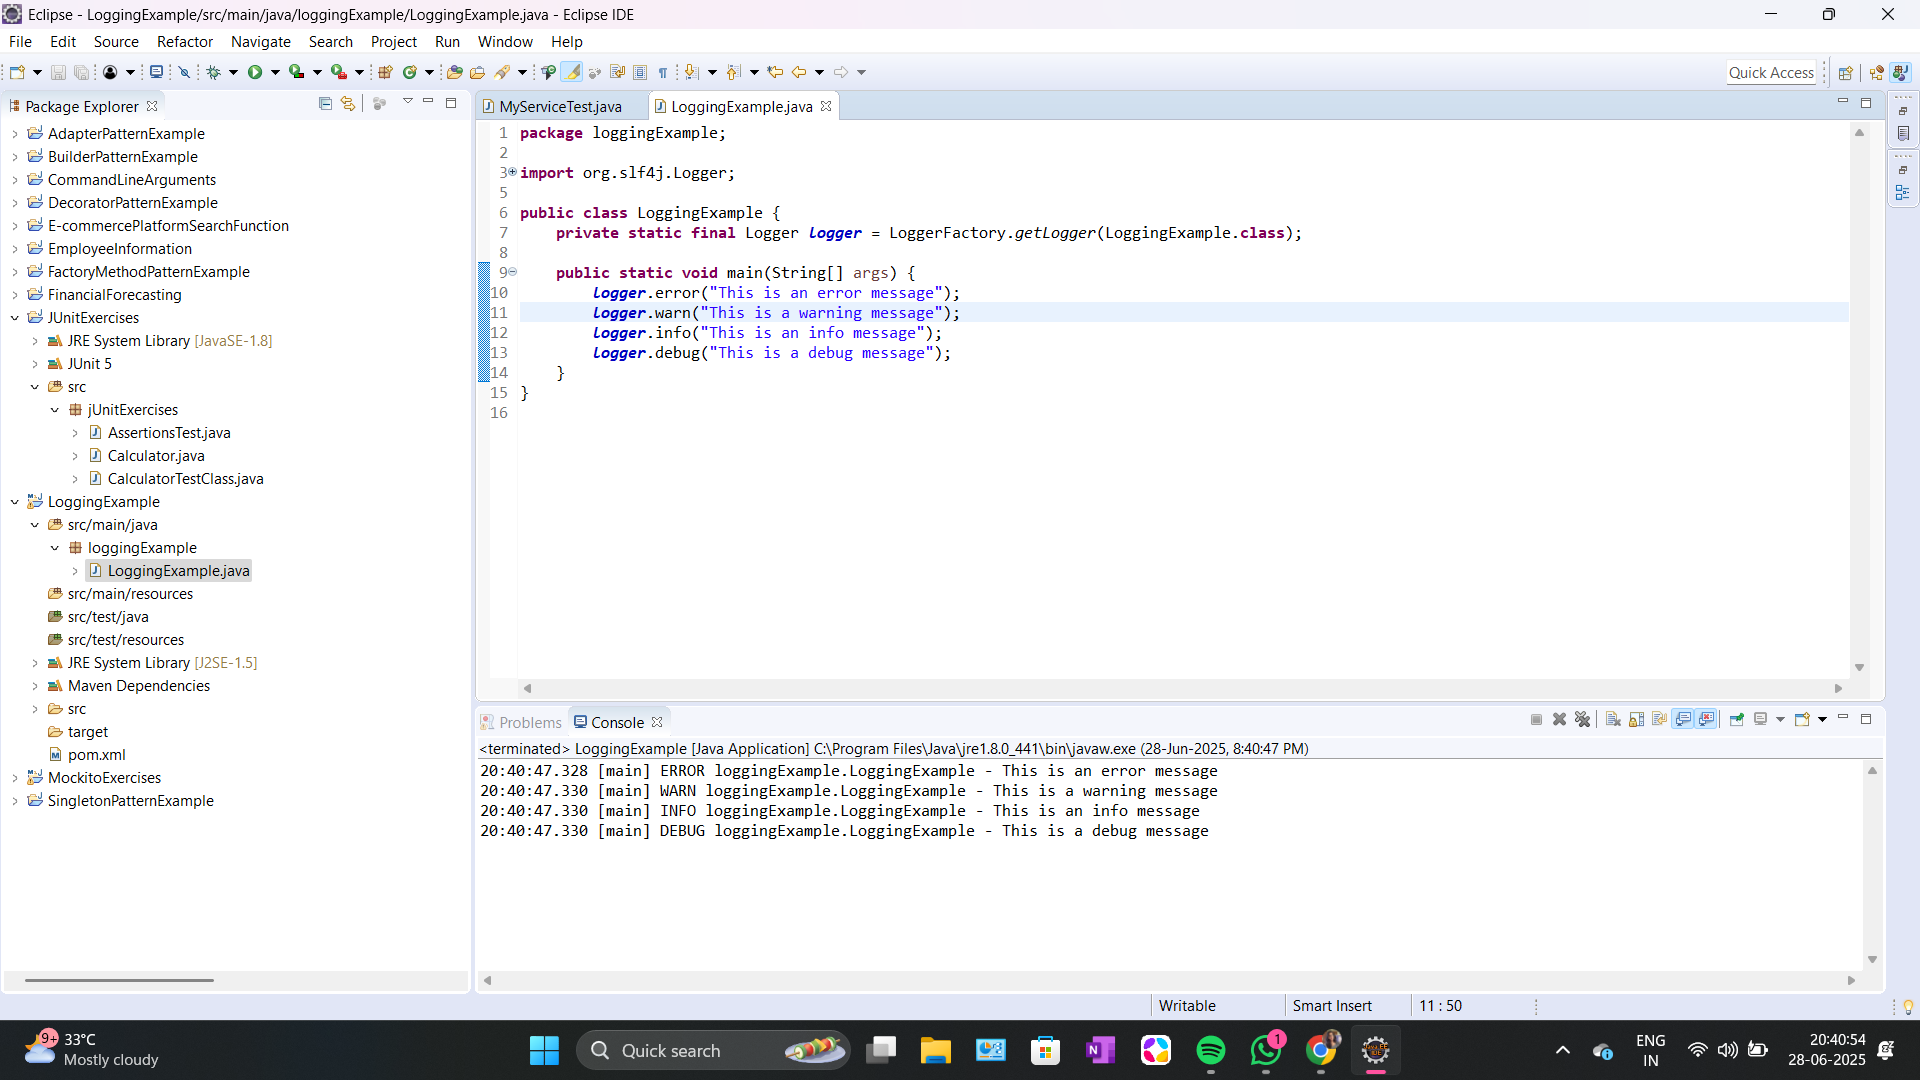 Eclipse - LoggingExample/src/main/java/loggingExample/LoggingExample.java - Eclipse IDE
File Edit Source Refactor Navigate Search Project Run Window Help
Quick Access
Package Explorer
AdapterPatternExample
BuilderPatternExample
CommandLineArguments
DecoratorPatternExample
E-commercePlatformSearchFunction
EmployeeInformation
FactoryMethodPatternExample
FinancialForecasting
JUnitExercises
JRE System Library [JavaSE-1.8]
JUnit 5
src
jUnitExercises
AssertionsTest.java
Calculator.java
CalculatorTestClass.java
LoggingExample
src/main/java
loggingExample
LoggingExample.java
src/main/resources
src/test/java
src/test/resources
JRE System Library [J2SE-1.5]
Maven Dependencies
src
target
pom.xml
MockitoExercises
SingletonPatternExample
MyServiceTest.java LoggingExample.java
1 package loggingExample;
2
3 import org.slf4j.Logger;
5
6 public class LoggingExample {
7 private static final Logger logger = LoggerFactory.getLogger(LoggingExample.class);
8
9 public static void main(String[] args) {
10 logger.error("This is an error message");
11 logger.warn("This is a warning message");
12 logger.info("This is an info message");
13 logger.debug("This is a debug message");
14 }
15 }
16
Problems Console
<terminated> LoggingExample [Java Application] C:\Program Files\Java\jre1.8.0_441\bin\javaw.exe (28-Jun-2025, 8:40:47 PM)
20:40:47.328 [main] ERROR loggingExample.LoggingExample - This is an error message
20:40:47.330 [main] WARN loggingExample.LoggingExample - This is a warning message
20:40:47.330 [main] INFO loggingExample.LoggingExample - This is an info message
20:40:47.330 [main] DEBUG loggingExample.LoggingExample - This is a debug message
Writable Smart Insert 11 : 50
9+ 33°C
Mostly cloudy
Quick search
1
ENG
IN
20:40:54
28-06-2025